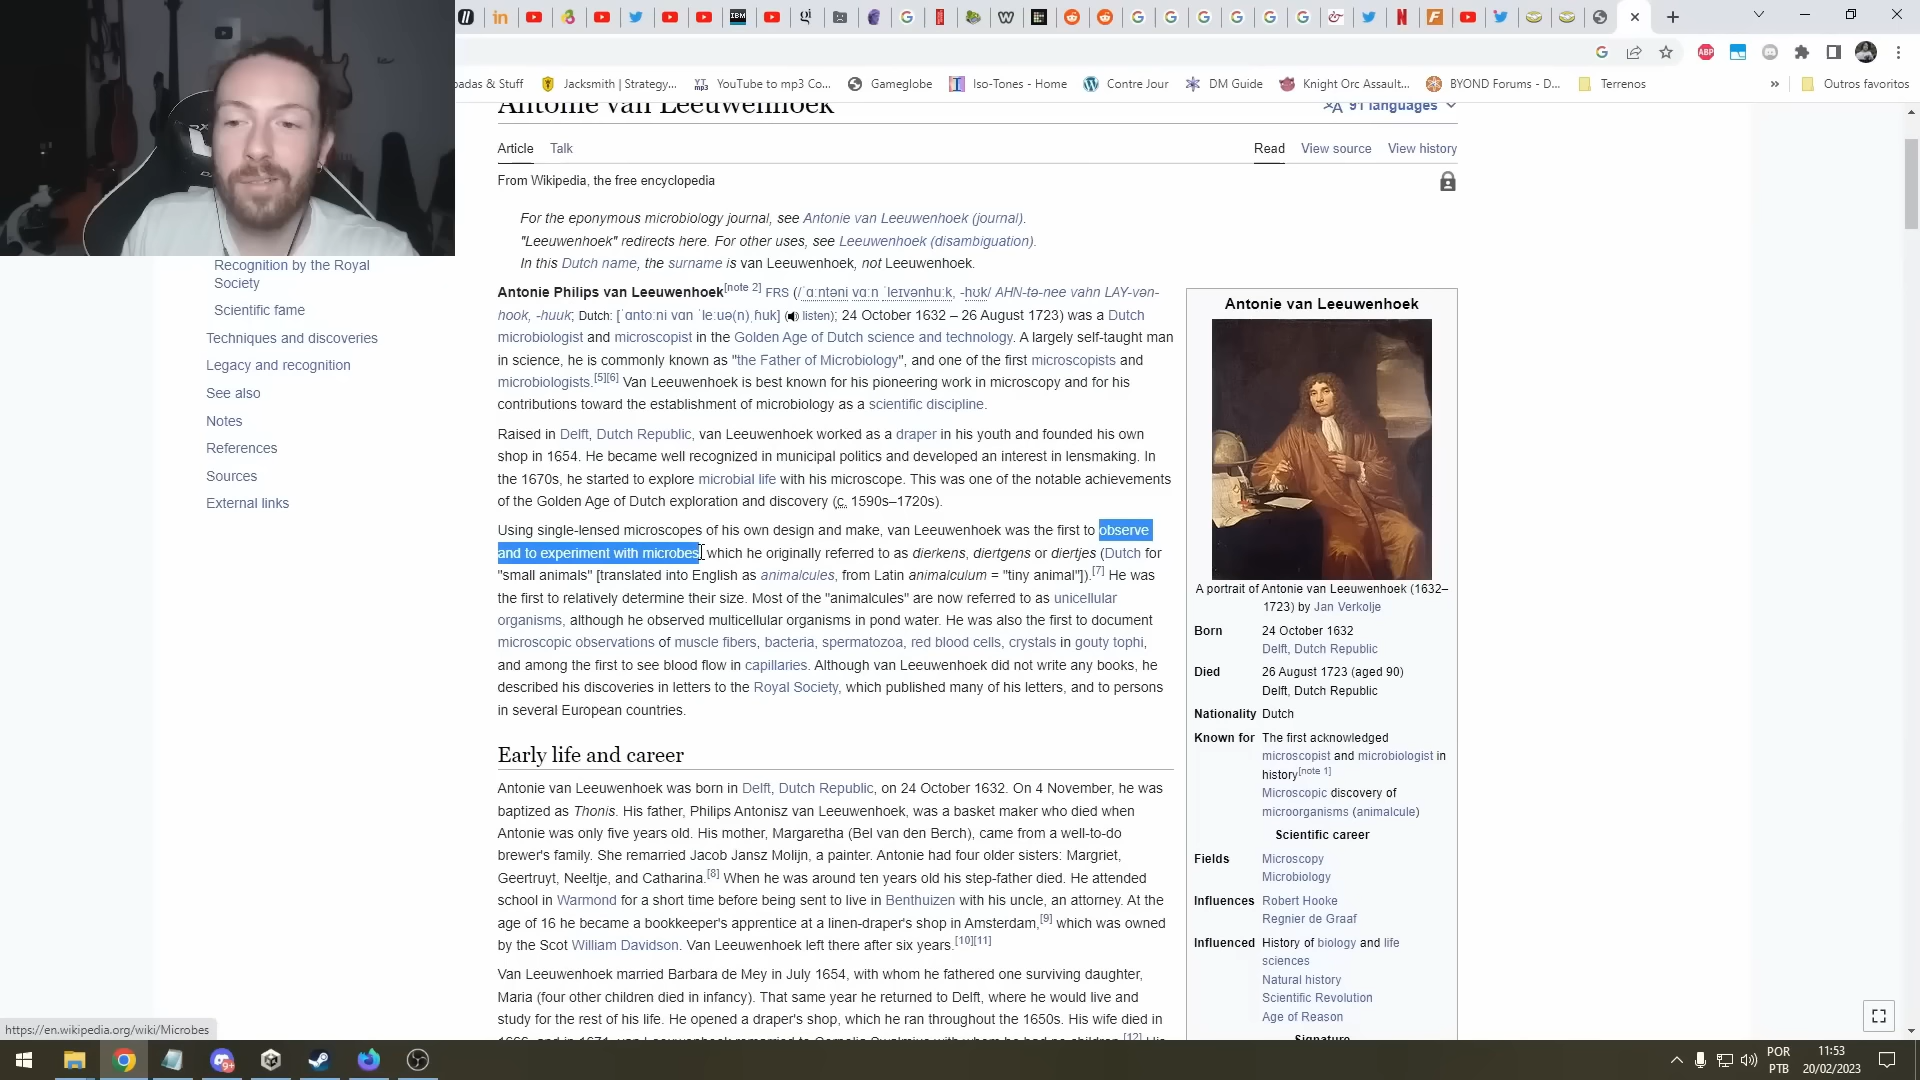 badas & Stuff
Jacksmith | Strategy...
YouTube to mp3 Co...
Gameglobe
Iso-Tones - Home
Contre Jour
DM Guide
Knight Orc Assault...
BYOND Forums - D...
Terrenos
»
Outros favoritos
Antonie van Leeuwenhoek
91 languages
Article Talk
Read View source View history
From Wikipedia, the free encyclopedia
For the eponymous microbiology journal, see Antonie van Leeuwenhoek (journal).
"Leeuwenhoek" redirects here. For other uses, see Leeuwenhoek (disambiguation).
In this Dutch name, the surname is van Leeuwenhoek, not Leeuwenhoek.
Recognition by the Royal
Society
Scientific fame
Techniques and discoveries
Legacy and recognition
See also
Notes
References
Sources
External links
Antonie Philips van Leeuwenhoek[note 2] FRS (/ˈɑːntəni vɑːn ˈleɪvənhuːk, -hʊk/ AHN-tə-nee vahn LAY-vən-
hook, -huuk; Dutch: [ˈɑntoːni vɑn ˈleːuə(n)ˌɦuk] (listen); 24 October 1632 – 26 August 1723) was a Dutch
microbiologist and microscopist in the Golden Age of Dutch science and technology. A largely self-taught man
in science, he is commonly known as "the Father of Microbiology", and one of the first microscopists and
microbiologists.[5][6] Van Leeuwenhoek is best known for his pioneering work in microscopy and for his
contributions toward the establishment of microbiology as a scientific discipline.
Raised in Delft, Dutch Republic, van Leeuwenhoek worked as a draper in his youth and founded his own
shop in 1654. He became well recognized in municipal politics and developed an interest in lensmaking. In
the 1670s, he started to explore microbial life with his microscope. This was one of the notable achievements
of the Golden Age of Dutch exploration and discovery (c. 1590s–1720s).
Using single-lensed microscopes of his own design and make, van Leeuwenhoek was the first to observe
and to experiment with microbes, which he originally referred to as dierkens, diertgens or diertjes (Dutch for
"small animals" [translated into English as animalcules, from Latin animalculum = "tiny animal"]).[7] He was
the first to relatively determine their size. Most of the "animalcules" are now referred to as unicellular
organisms, although he observed multicellular organisms in pond water. He was also the first to document
microscopic observations of muscle fibers, bacteria, spermatozoa, red blood cells, crystals in gouty tophi,
and among the first to see blood flow in capillaries. Although van Leeuwenhoek did not write any books, he
described his discoveries in letters to the Royal Society, which published many of his letters, and to persons
in several European countries.
Early life and career
Antonie van Leeuwenhoek was born in Delft, Dutch Republic, on 24 October 1632. On 4 November, he was
baptized as Thonis. His father, Philips Antonisz van Leeuwenhoek, was a basket maker who died when
Antonie was only five years old. His mother, Margaretha (Bel van den Berch), came from a well-to-do
brewer's family. She remarried Jacob Jansz Molijn, a painter. Antonie had four older sisters: Margriet,
Geertruyt, Neeltje, and Catharina.[8] When he was around ten years old his step-father died. He attended
school in Warmond for a short time before being sent to live in Benthuizen with his uncle, an attorney. At the
age of 16 he became a bookkeeper's apprentice at a linen-draper's shop in Amsterdam,[9] which was owned
by the Scot William Davidson. Van Leeuwenhoek left there after six years.[10][11]
Van Leeuwenhoek married Barbara de Mey in July 1654, with whom he fathered one surviving daughter,
Maria (four other children died in infancy). That same year he returned to Delft, where he would live and
study for the rest of his life. He opened a draper's shop, which he ran throughout the 1650s. His wife died in
1666, and in 1671, van Leeuwenhoek remarried to Cornelia Swalmius with whom he had no children.[12] His
Antonie van Leeuwenhoek
A portrait of Antonie van Leeuwenhoek (1632–
1723) by Jan Verkolje
Born 24 October 1632
Delft, Dutch Republic
Died 26 August 1723 (aged 90)
Delft, Dutch Republic
Nationality Dutch
Known for The first acknowledged
microscopist and microbiologist in
history[note 1]
Microscopic discovery of
microorganisms (animalcule)
Scientific career
Fields Microscopy
Microbiology
Influences Robert Hooke
Regnier de Graaf
Influenced History of biology and life
sciences
Natural history
Scientific Revolution
Age of Reason
Signature
https://en.wikipedia.org/wiki/Microbes
POR
PTB
11:53
20/02/2023